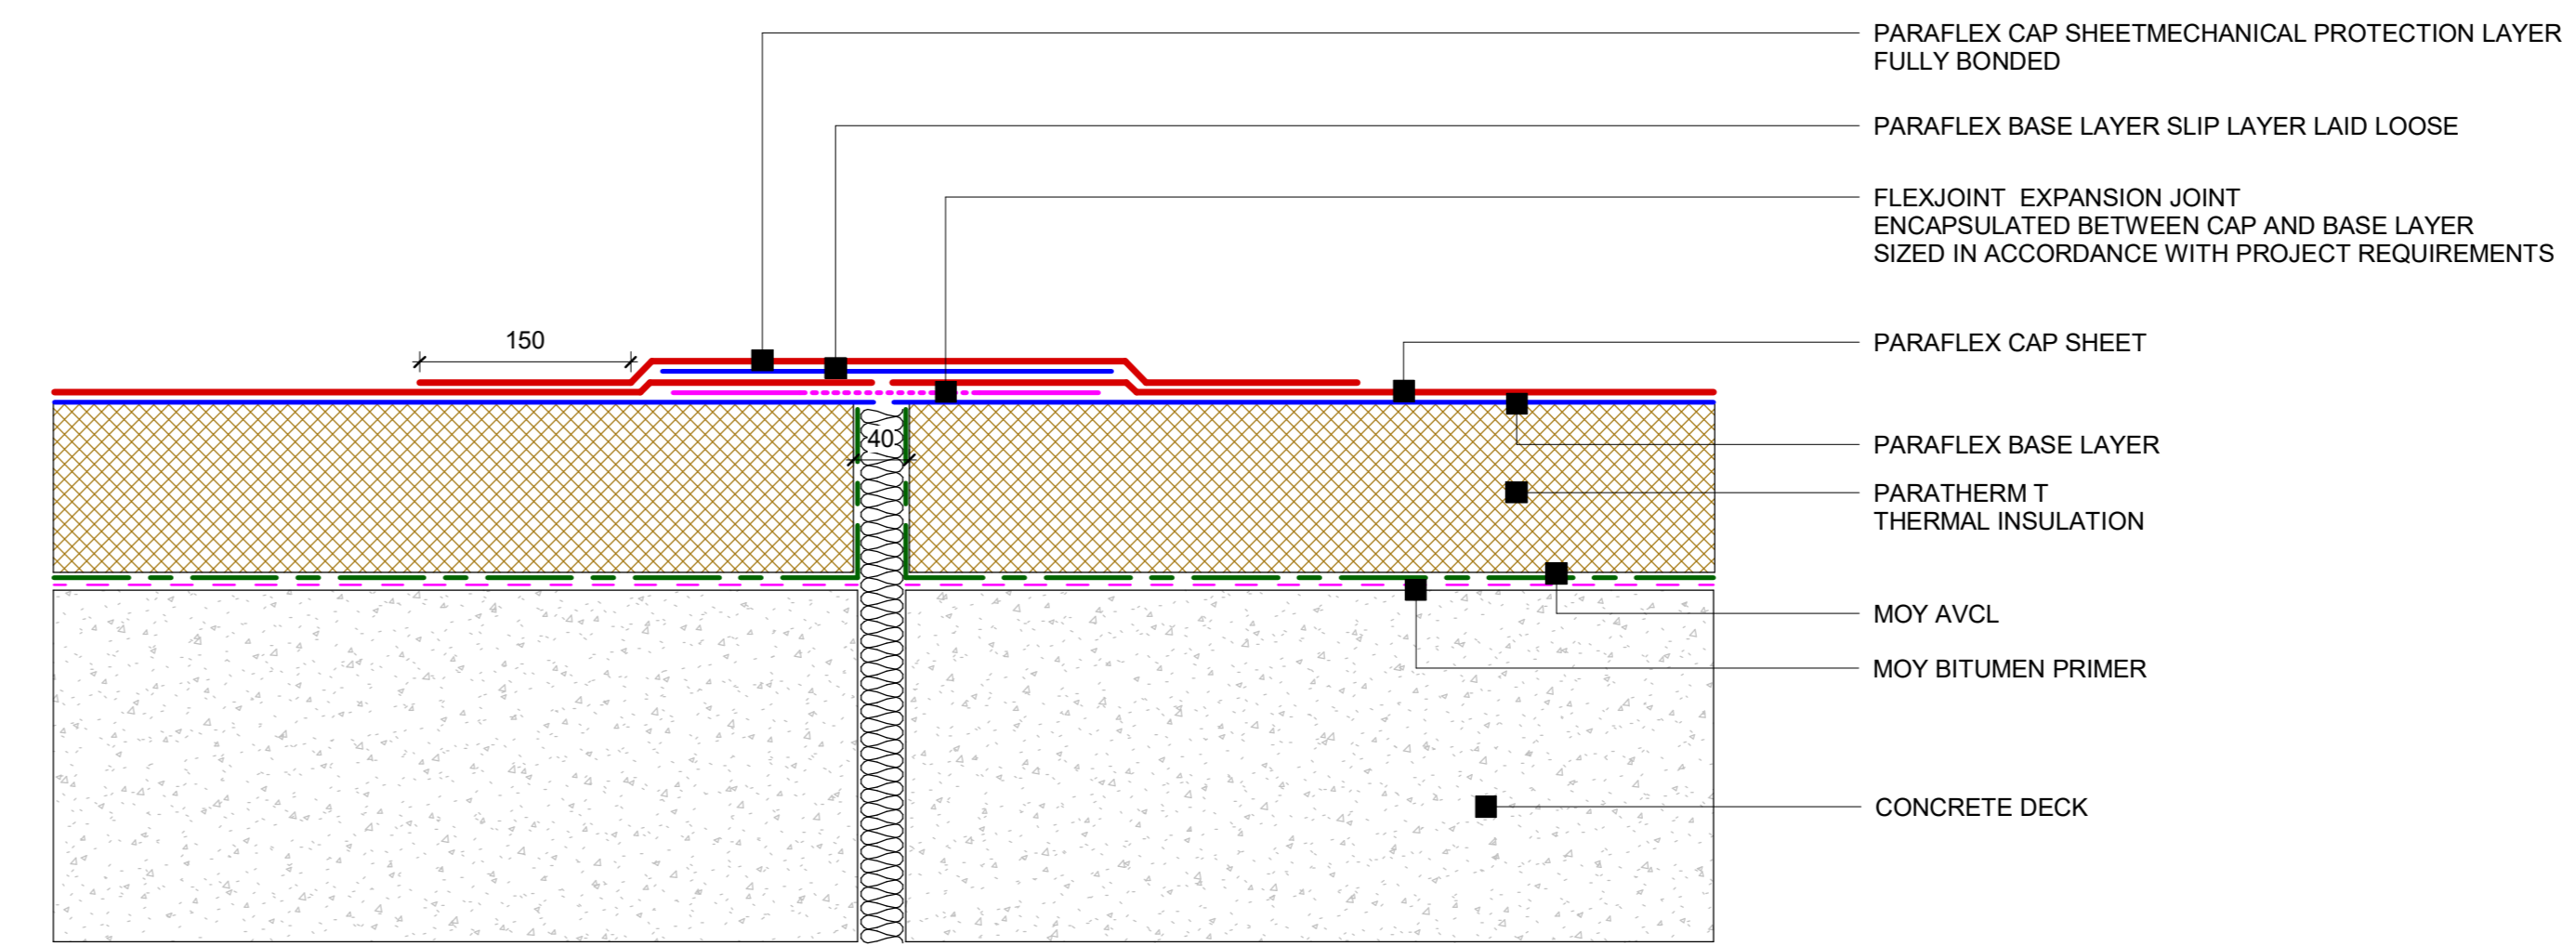 PARAFLEX CAP SHEETMECHANICAL PROTECTION LAYER
FULLY BONDED
PARAFLEX BASE LAYER SLIP LAYER LAID LOOSE
FLEXJOINT  EXPANSION JOINT
ENCAPSULATED BETWEEN CAP AND BASE LAYER
SIZED IN ACCORDANCE WITH PROJECT REQUIREMENTS
150
PARAFLEX CAP SHEET
40
PARAFLEX BASE LAYER
PARATHERM T
THERMAL INSULATION
MOY AVCL
MOY BITUMEN PRIMER
CONCRETE DECK